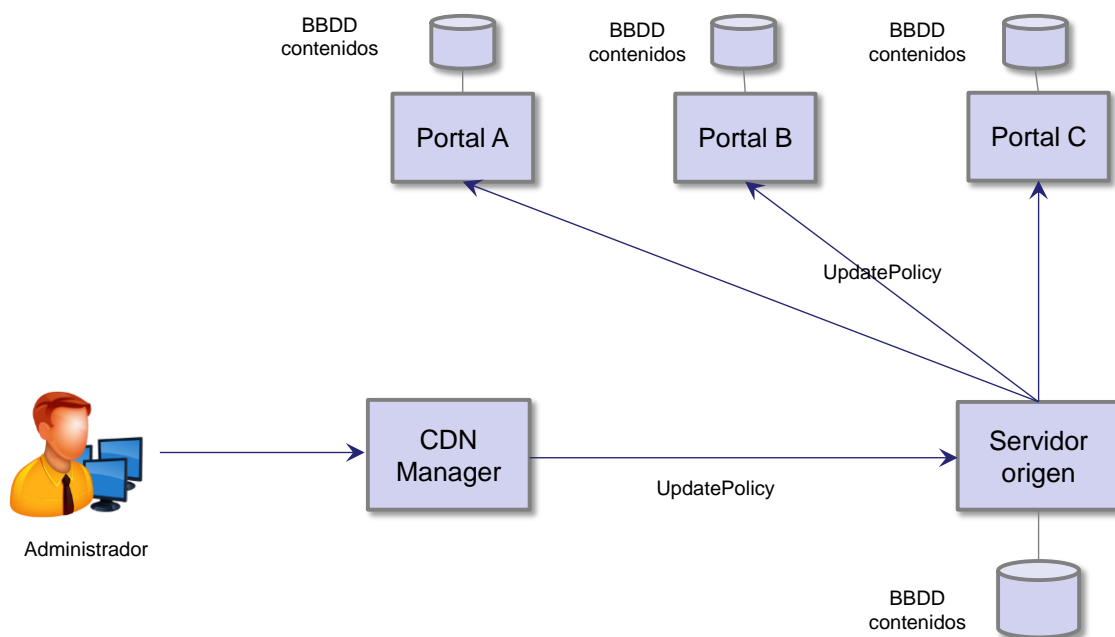 BBDD
contenidos
BBDD
contenidos
BBDD
contenidos
Portal A
Portal B
Portal C
UpdatePolicy
CDN
Manager
Servidor
origen
UpdatePolicy
Administrador
BBDD
contenidos